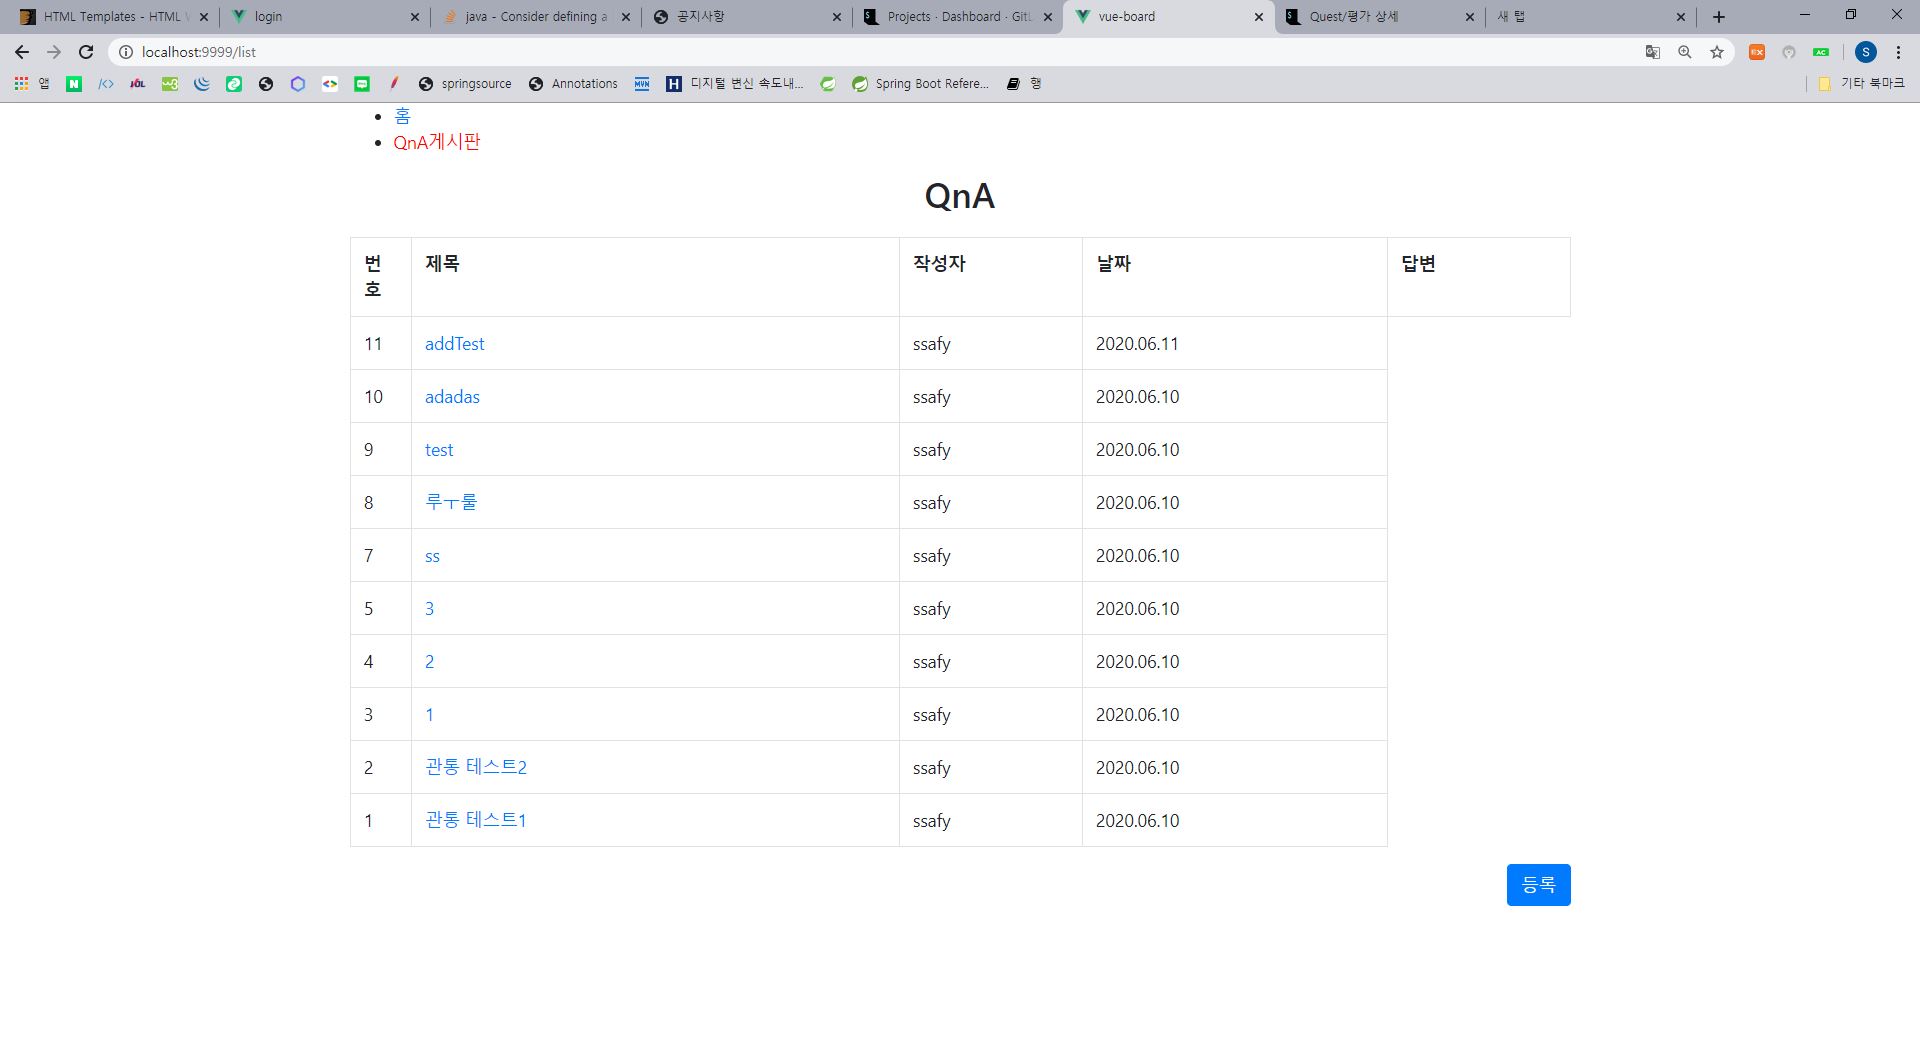 HTML Templates - HTML W
login
java - Consider defining a
공지사항
Projects · Dashboard · GitL
vue-board
Quest/평가 상세
새 탭
localhost:9999/list
S
앱
springsource
Annotations
MVN
H
디지털 변신 속도내...
Spring Boot Refere...
행
기타 북마크
홈
QnA게시판
QnA
번호 제목 작성자 날짜 답변
11 addTest ssafy 2020.06.11
10 adadas ssafy 2020.06.10
9 test ssafy 2020.06.10
8 루ㅜ룰 ssafy 2020.06.10
7 ss ssafy 2020.06.10
5 3 ssafy 2020.06.10
4 2 ssafy 2020.06.10
3 1 ssafy 2020.06.10
2 관통 테스트2 ssafy 2020.06.10
1 관통 테스트1 ssafy 2020.06.10
등록